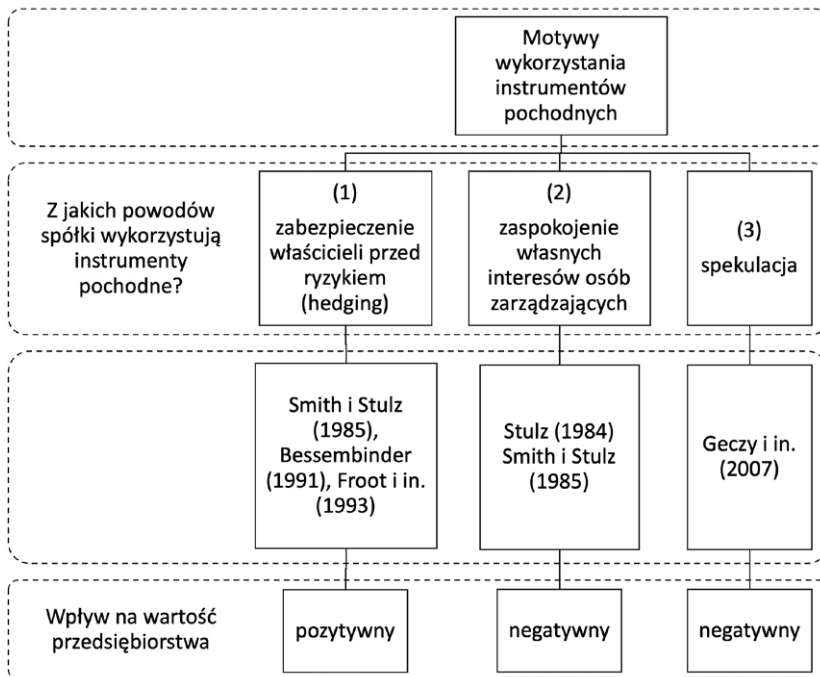 Motywy
wykorzystania
instrumentów
pochodnych
Z jakich powodów
spółki wykorzystują
instrumenty
pochodne?
(1)
zabezpieczenie
właścicieli przed
ryzykiem
(hedging)
(2)
zaspokojenie
własnych
interesów osób
zarządzających
(3)
spekulacja
Smith i Stulz
(1985),
Bessembinder
(1991), Froot i in.
(1993)
Stulz (1984)
Smith i Stulz
(1985)
Geczy i in.
(2007)
Wpływ na wartość
przedsiębiorstwa
pozytywny
negatywny
negatywny